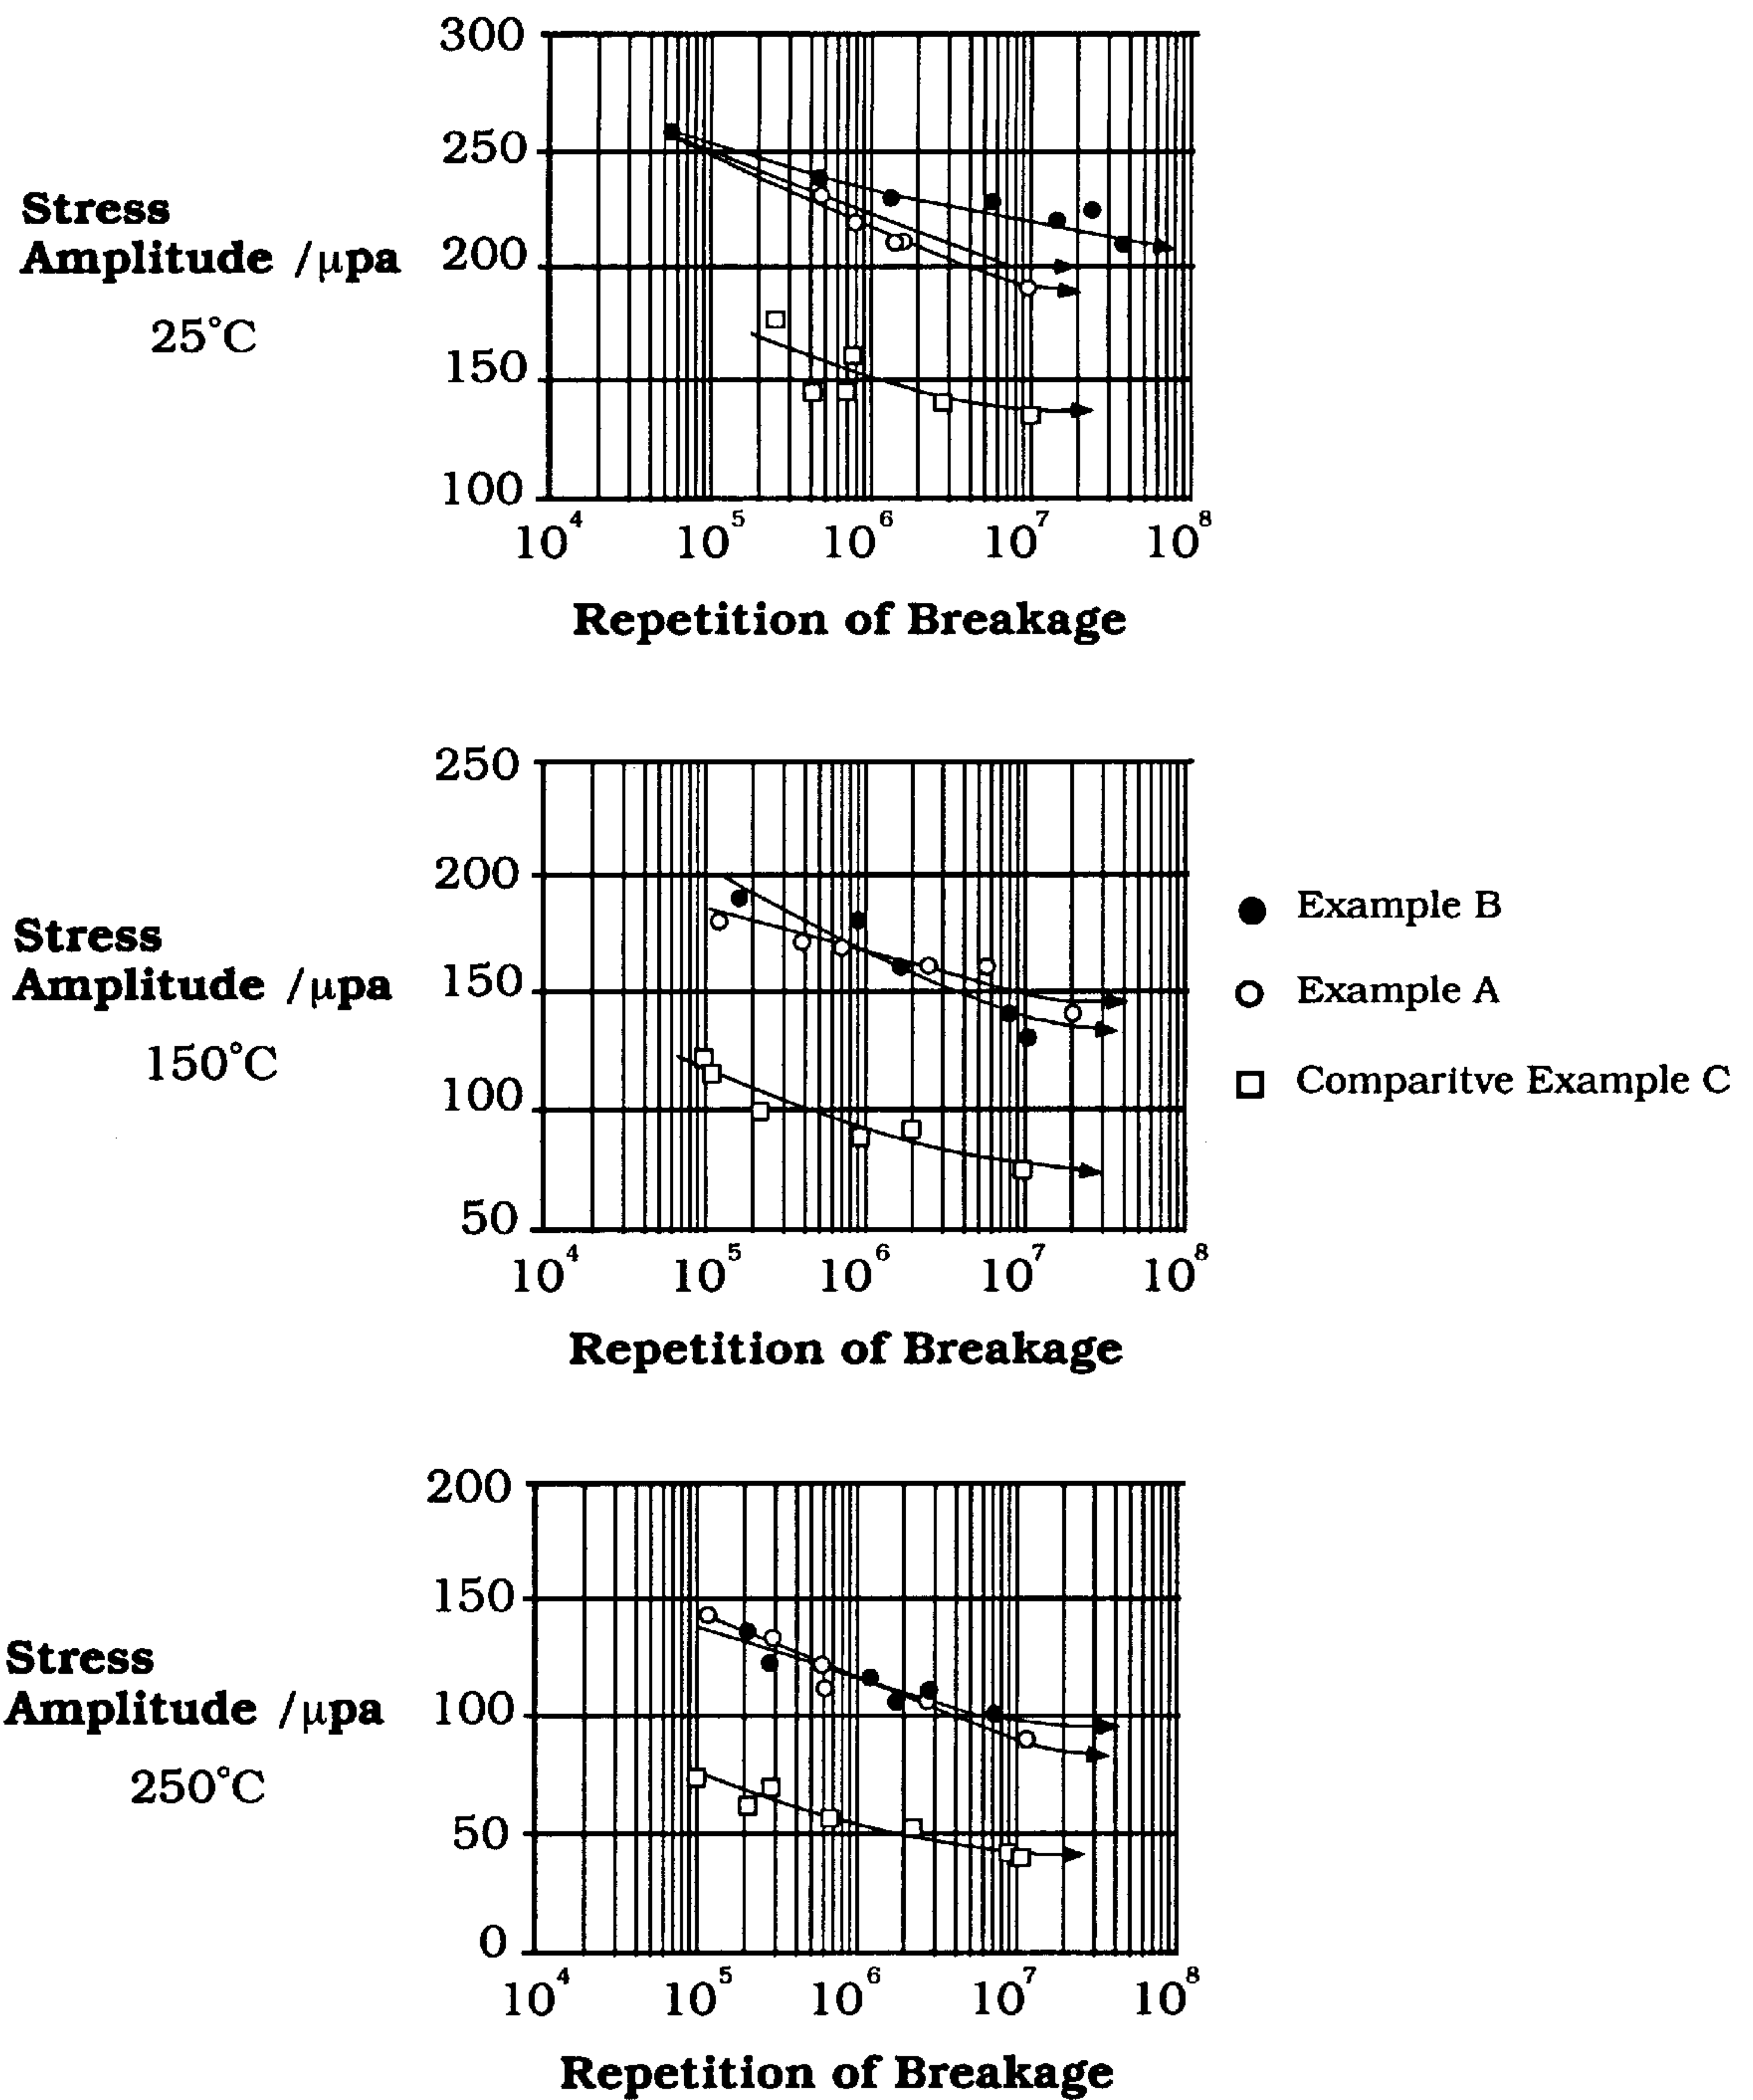 300
250
200
150
100
Stress
Amplitude /μpa
25°C
10⁴ 10⁵ 10⁶ 10⁷ 10⁸
Repetition of Breakage
250
200
150
100
50
Stress
Amplitude /μpa
150°C
10⁴ 10⁵ 10⁶ 10⁷ 10⁸
Repetition of Breakage
● Example B
○ Example A
□ Comparitve Example C
200
150
100
50
0
Stress
Amplitude /μpa
250°C
10⁴ 10⁵ 10⁶ 10⁷ 10⁸
Repetition of Breakage